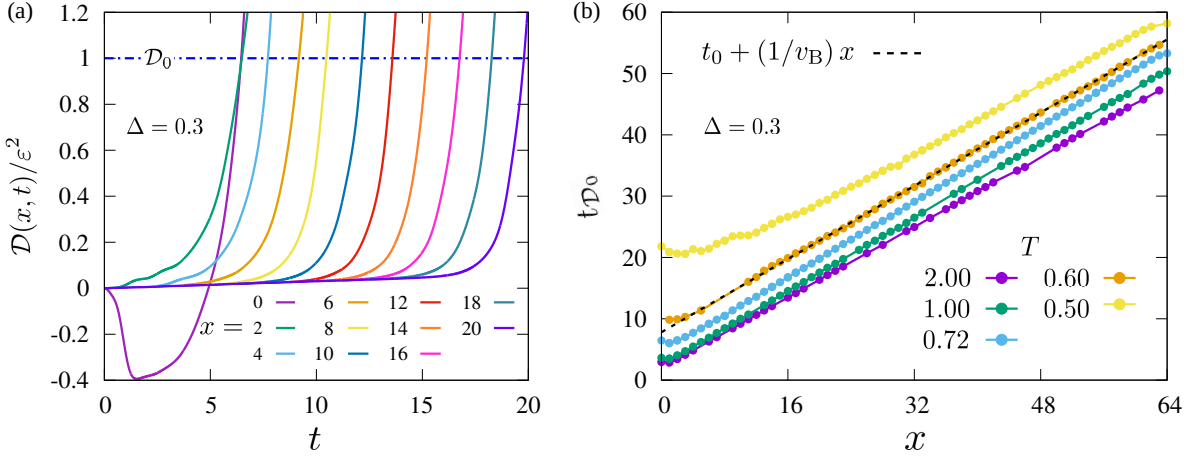 (a)
𝒟(x, t)/ε²
1.2
1
0.8
0.6
0.4
0.2
0
-0.2
-0.4
𝒟₀
Δ = 0.3
x =
0 6 12 18
2 8 14 20
4 10 16
0 5 10 15 20
t
(b)
t𝒟₀
60
50
40
30
20
10
0
t₀ + (1/v_B) x
Δ = 0.3
T
2.00 0.60
1.00 0.50
0.72
0 16 32 48 64
x